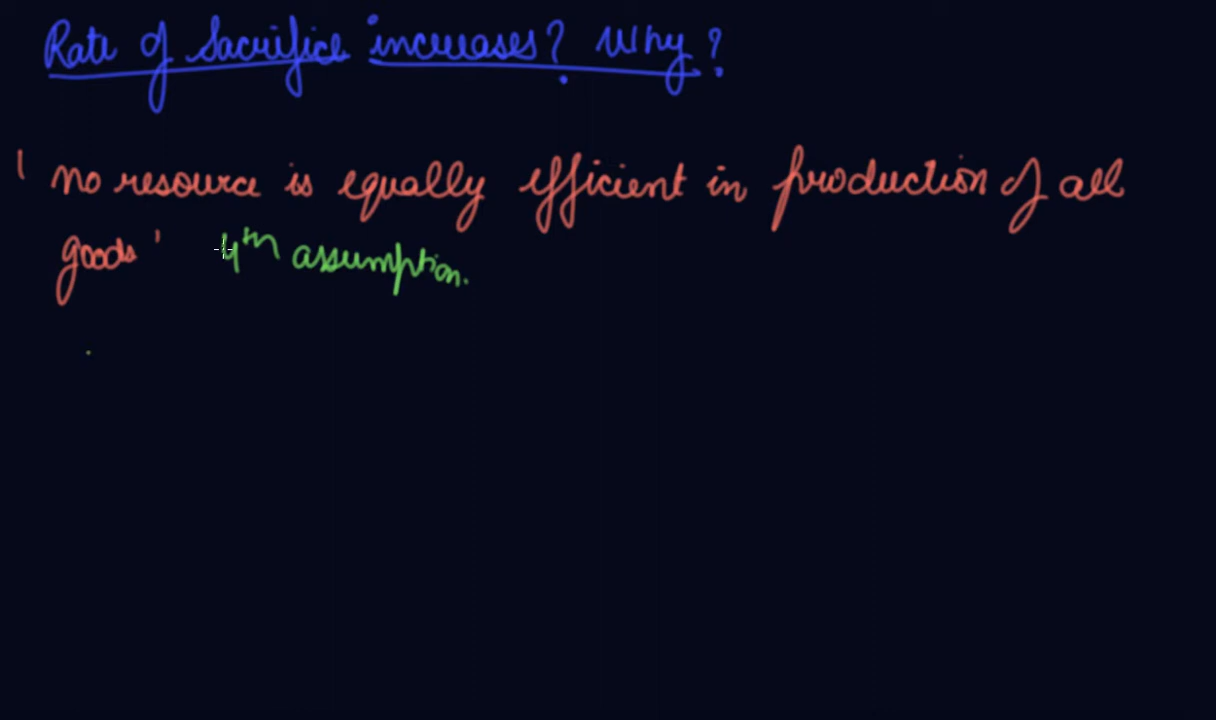 Rate of Sacrifice increases? Why?
' no resource is equally efficient in production of all
goods' 4th assumption.